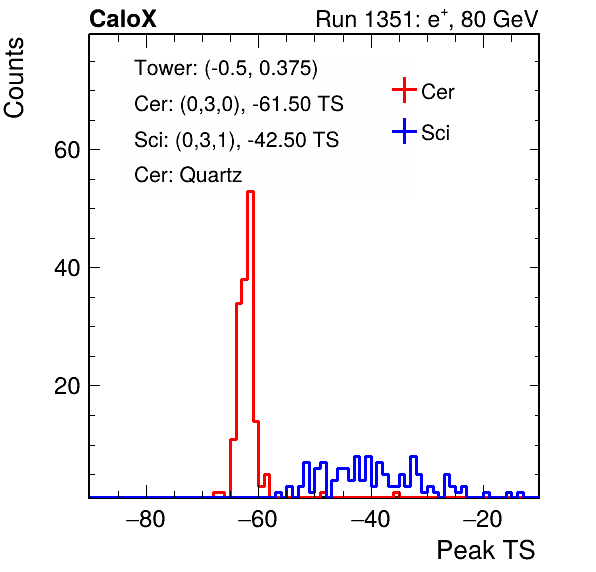 CaloX Run 1351: e⁺, 80 GeV
Counts
Tower: (-0.5, 0.375)
Cer: (0,3,0), -61.50 TS
Sci: (0,3,1), -42.50 TS
Cer: Quartz
Cer
Sci
60
40
20
−80 −60 −40 −20
Peak TS